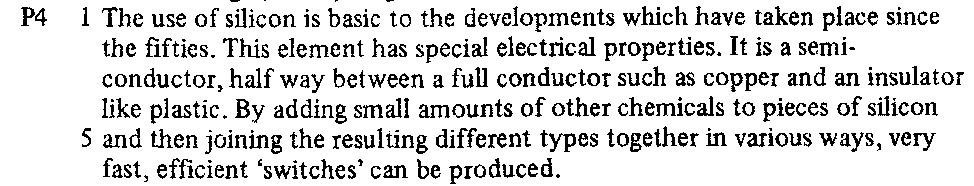 P4 1 The use of silicon is basic to the developments which have taken place since
the fifties. This element has special electrical properties. It is a semi-
conductor, half way between a full conductor such as copper and an insulator
like plastic. By adding small amounts of other chemicals to pieces of silicon
5 and then joining the resulting different types together in various ways, very
fast, efficient ‘switches’ can be produced.